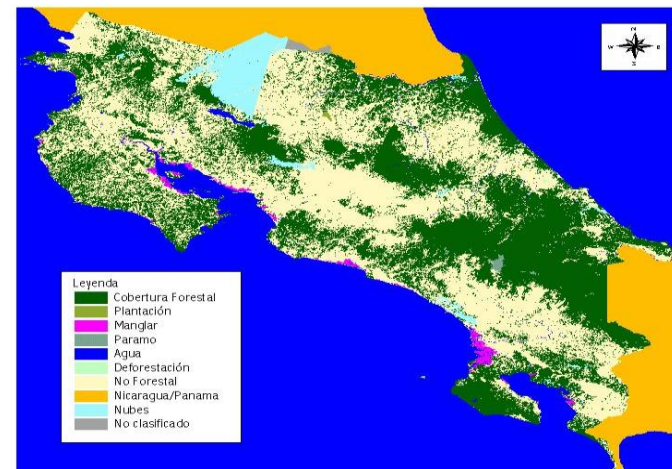 N
W
E
S
Leyenda
Cobertura Forestal
Plantación
Manglar
Paramo
Agua
Deforestación
No Forestal
Nicaragua/Panama
Nubes
No clasificado